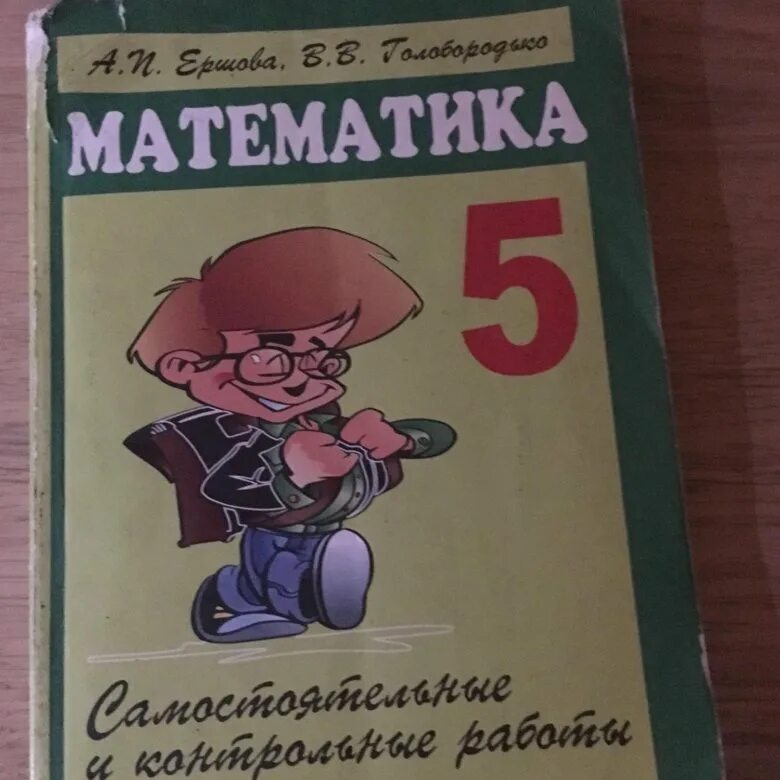 А.П. Ершова, В.В. Голобородько
МАТЕМАТИКА
5
Самостоятельные
и контрольные работы